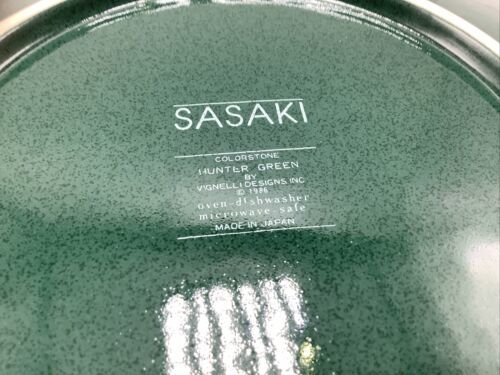 SASAKI
COLORSTONE
HUNTER GREEN
BY
VIGNELLI DESIGNS, INC
© 1986
oven-dishwasher
microwave-safe
MADE IN JAPAN